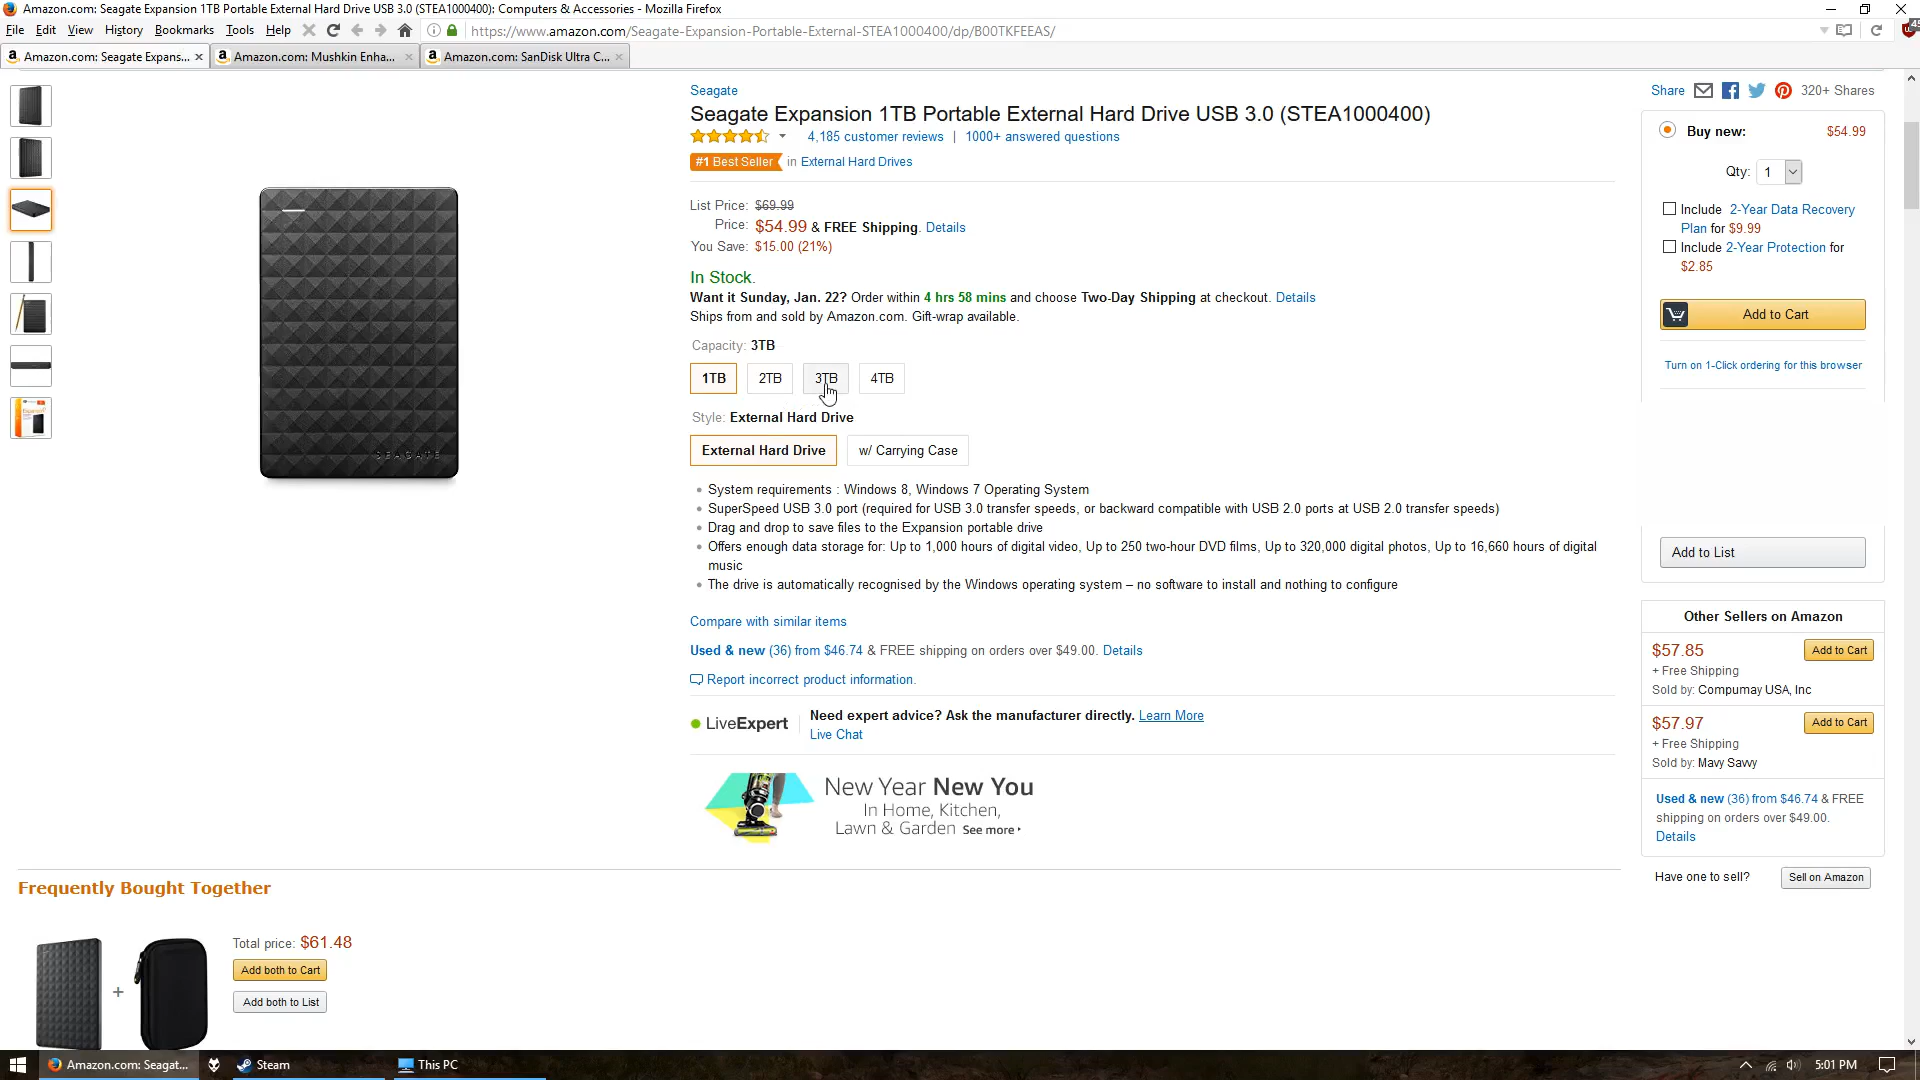 Amazon.com: Seagate Expansion 1TB Portable External Hard Drive USB 3.0 (STEA1000400): Computers & Accessories - Mozilla Firefox
File Edit View History Bookmarks Tools Help
https://www.amazon.com/Seagate-Expansion-Portable-External-STEA1000400/dp/B00TKFEEAS/
Amazon.com: Seagate Expans...
Amazon.com: Mushkin Enha...
Amazon.com: SanDisk Ultra C...
Seagate
Seagate Expansion 1TB Portable External Hard Drive USB 3.0 (STEA1000400)
4,185 customer reviews | 1000+ answered questions
#1 Best Seller in External Hard Drives
List Price: $69.99
Price: $54.99 & FREE Shipping. Details
You Save: $15.00 (21%)
In Stock.
Want it Sunday, Jan. 22? Order within 4 hrs 58 mins and choose Two-Day Shipping at checkout. Details
Ships from and sold by Amazon.com. Gift-wrap available.
Capacity: 3TB
1TB 2TB 3TB 4TB
Style: External Hard Drive
External Hard Drive w/ Carrying Case
System requirements : Windows 8, Windows 7 Operating System
SuperSpeed USB 3.0 port (required for USB 3.0 transfer speeds, or backward compatible with USB 2.0 ports at USB 2.0 transfer speeds)
Drag and drop to save files to the Expansion portable drive
Offers enough data storage for: Up to 1,000 hours of digital video, Up to 250 two-hour DVD films, Up to 320,000 digital photos, Up to 16,660 hours of digital
music
The drive is automatically recognised by the Windows operating system – no software to install and nothing to configure
Compare with similar items
Used & new (36) from $46.74 & FREE shipping on orders over $49.00. Details
Report incorrect product information.
LiveExpert
Need expert advice? Ask the manufacturer directly. Learn More
Live Chat
New Year New You
In Home, Kitchen,
Lawn & Garden See more
SEAGATE
Share 320+ Shares
Buy new: $54.99
Qty: 1
Include 2-Year Data Recovery
Plan for $9.99
Include 2-Year Protection for
$2.85
Add to Cart
Turn on 1-Click ordering for this browser
Add to List
Other Sellers on Amazon
$57.85 Add to Cart
+ Free Shipping
Sold by: Compumay USA, Inc
$57.97 Add to Cart
+ Free Shipping
Sold by: Mavy Savvy
Used & new (36) from $46.74 & FREE
shipping on orders over $49.00.
Details
Have one to sell? Sell on Amazon
Frequently Bought Together
Total price: $61.48
+
Add both to Cart
Add both to List
Amazon.com: Seagat...
Steam
This PC
5:01 PM